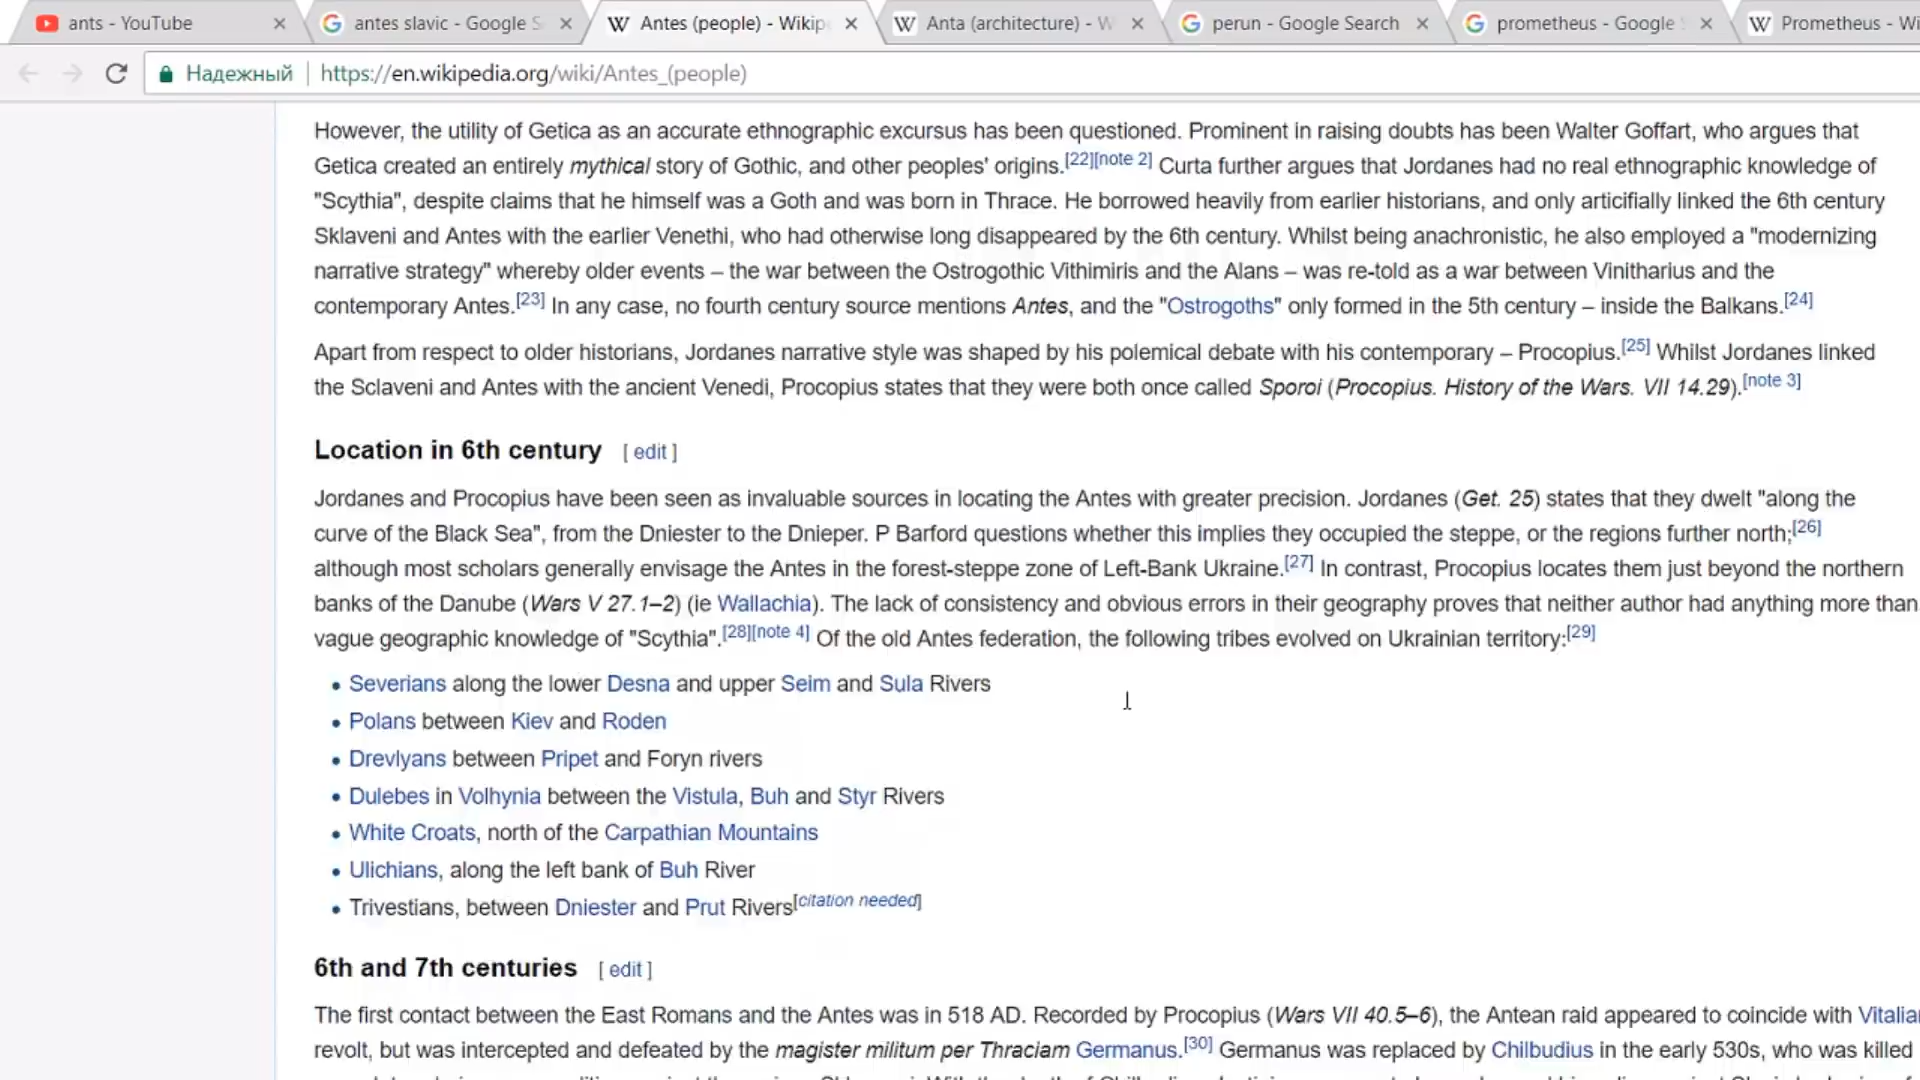 ants - YouTube
antes slavic - Google S
Antes (people) - Wikip
Anta (architecture) - W
perun - Google Search
prometheus - Google S
Prometheus - Wi
Надежный https://en.wikipedia.org/wiki/Antes_(people)
However, the utility of Getica as an accurate ethnographic excursus has been questioned. Prominent in raising doubts has been Walter Goffart, who argues that
Getica created an entirely mythical story of Gothic, and other peoples' origins.[22][note 2] Curta further argues that Jordanes had no real ethnographic knowledge of
"Scythia", despite claims that he himself was a Goth and was born in Thrace. He borrowed heavily from earlier historians, and only articifially linked the 6th century
Sklaveni and Antes with the earlier Venethi, who had otherwise long disappeared by the 6th century. Whilst being anachronistic, he also employed a "modernizing
narrative strategy" whereby older events – the war between the Ostrogothic Vithimiris and the Alans – was re-told as a war between Vinitharius and the
contemporary Antes.[23] In any case, no fourth century source mentions Antes, and the "Ostrogoths" only formed in the 5th century – inside the Balkans.[24]
Apart from respect to older historians, Jordanes narrative style was shaped by his polemical debate with his contemporary – Procopius.[25] Whilst Jordanes linked
the Sclaveni and Antes with the ancient Venedi, Procopius states that they were both once called Sporoi (Procopius. History of the Wars. VII 14.29).[note 3]
Location in 6th century [ edit ]
Jordanes and Procopius have been seen as invaluable sources in locating the Antes with greater precision. Jordanes (Get. 25) states that they dwelt "along the
curve of the Black Sea", from the Dniester to the Dnieper. P Barford questions whether this implies they occupied the steppe, or the regions further north;[26]
although most scholars generally envisage the Antes in the forest-steppe zone of Left-Bank Ukraine.[27] In contrast, Procopius locates them just beyond the northern
banks of the Danube (Wars V 27.1–2) (ie Wallachia). The lack of consistency and obvious errors in their geography proves that neither author had anything more than
vague geographic knowledge of "Scythia".[28][note 4] Of the old Antes federation, the following tribes evolved on Ukrainian territory:[29]
• Severians along the lower Desna and upper Seim and Sula Rivers
• Polans between Kiev and Roden
• Drevlyans between Pripet and Foryn rivers
• Dulebes in Volhynia between the Vistula, Buh and Styr Rivers
• White Croats, north of the Carpathian Mountains
• Ulichians, along the left bank of Buh River
• Trivestians, between Dniester and Prut Rivers[citation needed]
6th and 7th centuries [ edit ]
The first contact between the East Romans and the Antes was in 518 AD. Recorded by Procopius (Wars VII 40.5–6), the Antean raid appeared to coincide with Vitalian
revolt, but was intercepted and defeated by the magister militum per Thraciam Germanus.[30] Germanus was replaced by Chilbudius in the early 530s, who was killed